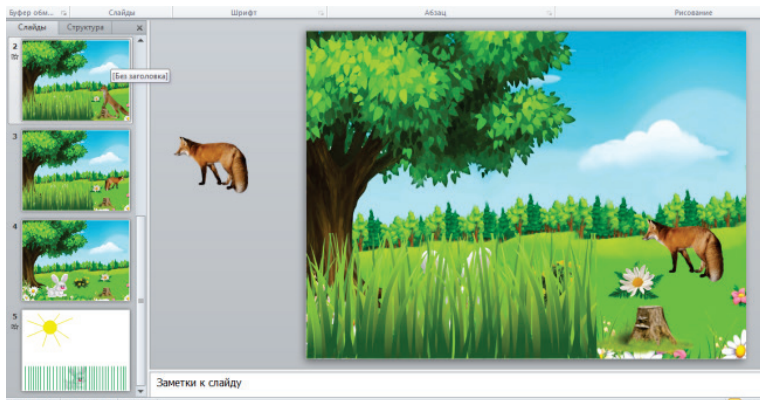 Буфер обм...
Слайды
Шрифт
Абзац
Рисование
Слайды
Структура
x
2
[Без заголовка]
3
4
5
Заметки к слайду